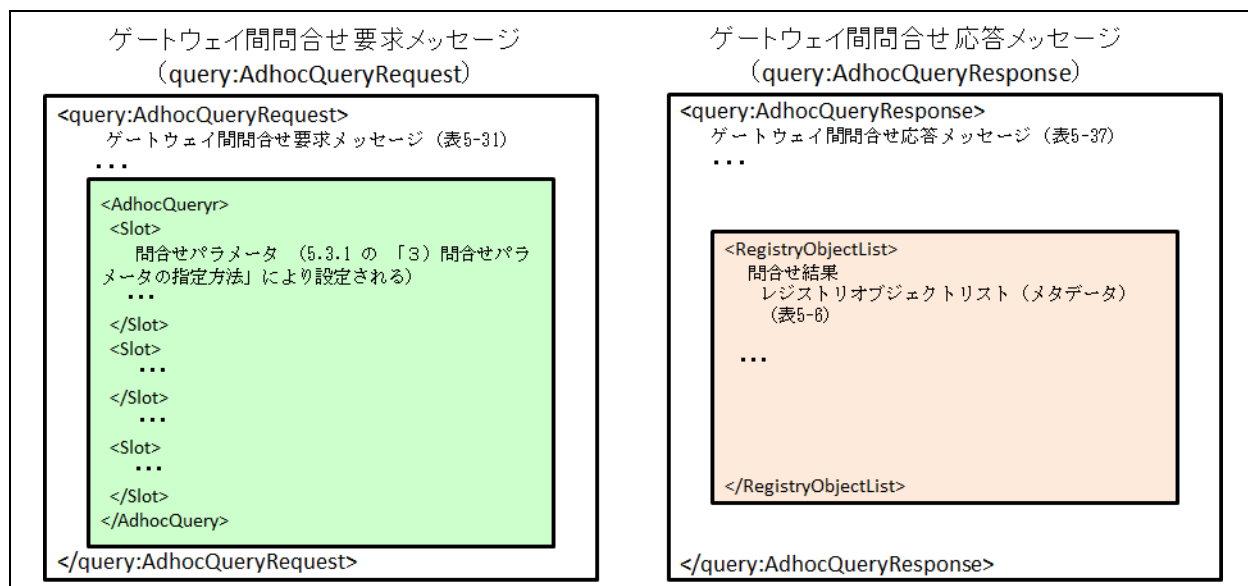 ゲートウェイ間問合せ要求メッセージ
（query:AdhocQueryRequest）
<query:AdhocQueryRequest>
ゲートウェイ間問合せ要求メッセージ（表5-31）
・・・
<AdhocQueryr>
<Slot>
問合せパラメータ （5.3.1 の 「３）問合せパラ
メータの指定方法」により設定される）
・・・
</Slot>
<Slot>
・・・
</Slot>
・・・
<Slot>
・・・
</Slot>
</AdhocQuery>
</query:AdhocQueryRequest>
ゲートウェイ間問合せ応答メッセージ
（query:AdhocQueryResponse）
<query:AdhocQueryResponse>
ゲートウェイ間問合せ応答メッセージ（表5-37）
・・・
<RegistryObjectList>
問合せ結果
レジストリオブジェクトリスト（メタデータ）
（表5-6）
・・・
</RegistryObjectList>
</query:AdhocQueryResponse>